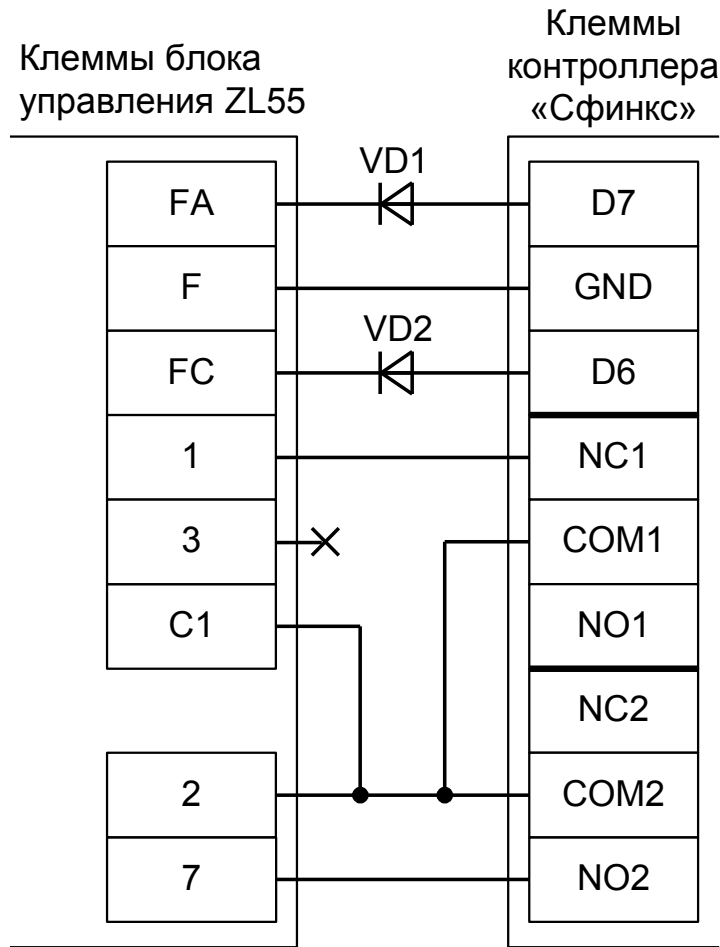 Клеммы блока
управления ZL55
Клеммы
контроллера
«Сфинкс»
VD1
FA
D7
F
GND
VD2
FC
D6
1
NC1
3
COM1
C1
NO1
NC2
2
COM2
7
NO2